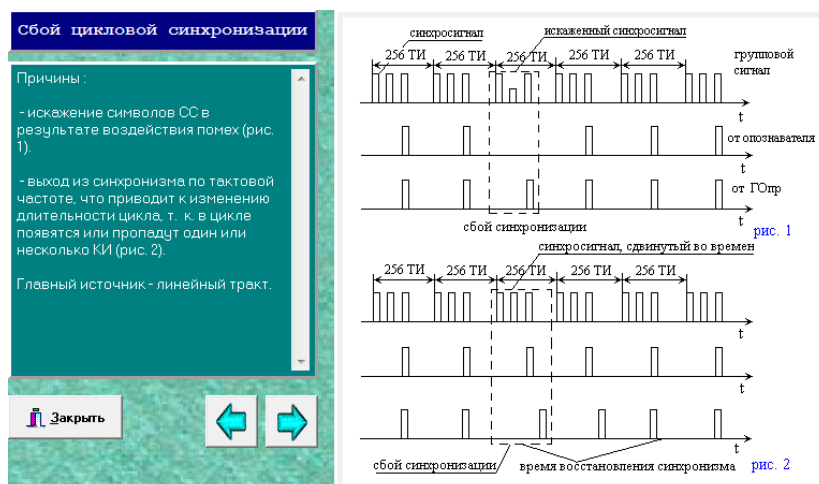 Сбой цикловой синхронизации
Причины :
- искажение символов СС в
результате воздействия помех (рис.
1).
- выход из синхронизма по тактовой
частоте, что приводит к изменению
длительности цикла, т. к. в цикле
появятся или пропадут один или
несколько КИ (рис. 2).
Главный источник - линейный тракт.
Закрыть
синхросигнал
искаженный синхросигнал
256 ТИ 256 ТИ 256 ТИ 256 ТИ 256 ТИ
групповой
сигнал
t
от опознавателя
t
от ГОпр
t
сбой синхронизации
рис. 1
синхросигнал, сдвинутый во времен
256 ТИ 256 ТИ 256 ТИ 256 ТИ 256 ТИ
t
t
t
сбой синхронизации
время восстановления синхронизма
рис. 2